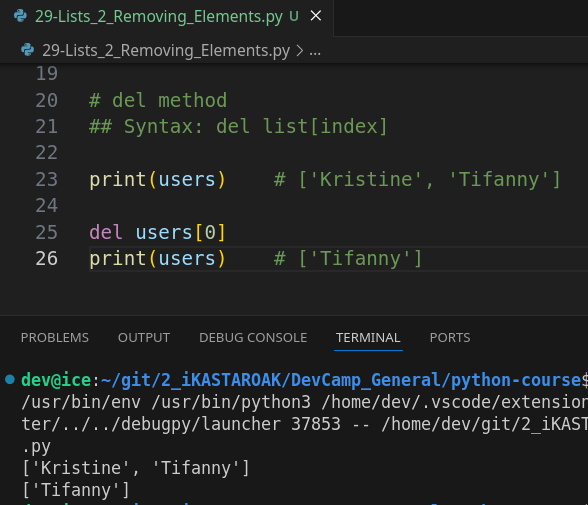 29-Lists_2_Removing_Elements.py U ×
29-Lists_2_Removing_Elements.py > ...
19
20 # del method
21 ## Syntax: del list[index]
22
23 print(users)    # ['Kristine', 'Tifanny']
24
25 del users[0]
26 print(users)    # ['Tifanny']
PROBLEMS OUTPUT DEBUG CONSOLE TERMINAL PORTS
dev@ice:~/git/2_iKASTAROAK/DevCamp_General/python-course$
/usr/bin/env /usr/bin/python3 /home/dev/.vscode/extension
ter/../../debugpy/launcher 37853 -- /home/dev/git/2_iKAST
.py
['Kristine', 'Tifanny']
['Tifanny']